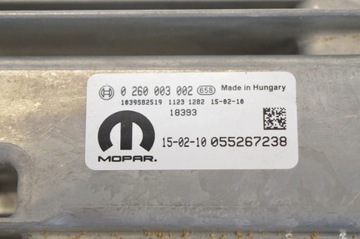 0 260 003 002 658 Made in Hungary
1039582519 1123 1282 15-02-10
18393
MOPAR. 15-02-10 055267238